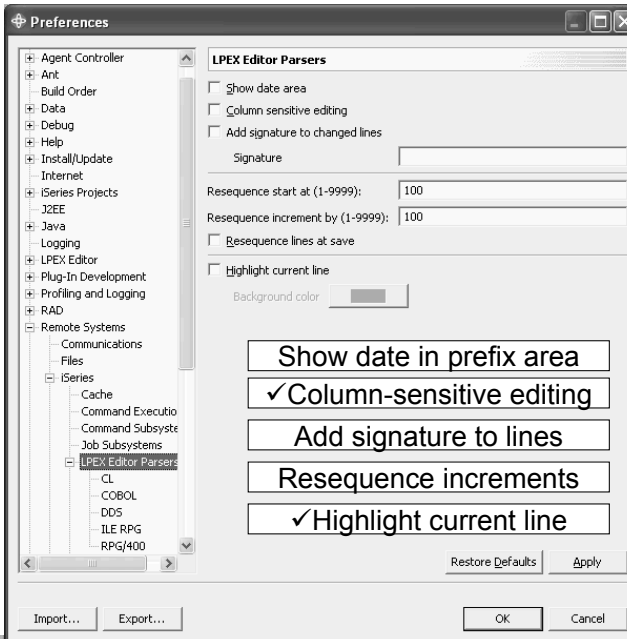 Preferences
Agent Controller
Ant
Build Order
Data
Debug
Help
Install/Update
Internet
iSeries Projects
J2EE
Java
Logging
LPEX Editor
Plug-In Development
Profiling and Logging
RAD
Remote Systems
Communications
Files
iSeries
Cache
Command Executio
Command Subsyste
Job Subsystems
LPEX Editor Parsers
CL
COBOL
DDS
ILE RPG
RPG/400
LPEX Editor Parsers
Show date area
Column sensitive editing
Add signature to changed lines
Signature
Resequence start at (1-9999): 100
Resequence increment by (1-9999): 100
Resequence lines at save
Highlight current line
Background color
Show date in prefix area
✓Column-sensitive editing
Add signature to lines
Resequence increments
✓Highlight current line
Restore Defaults Apply
Import... Export... OK Cancel